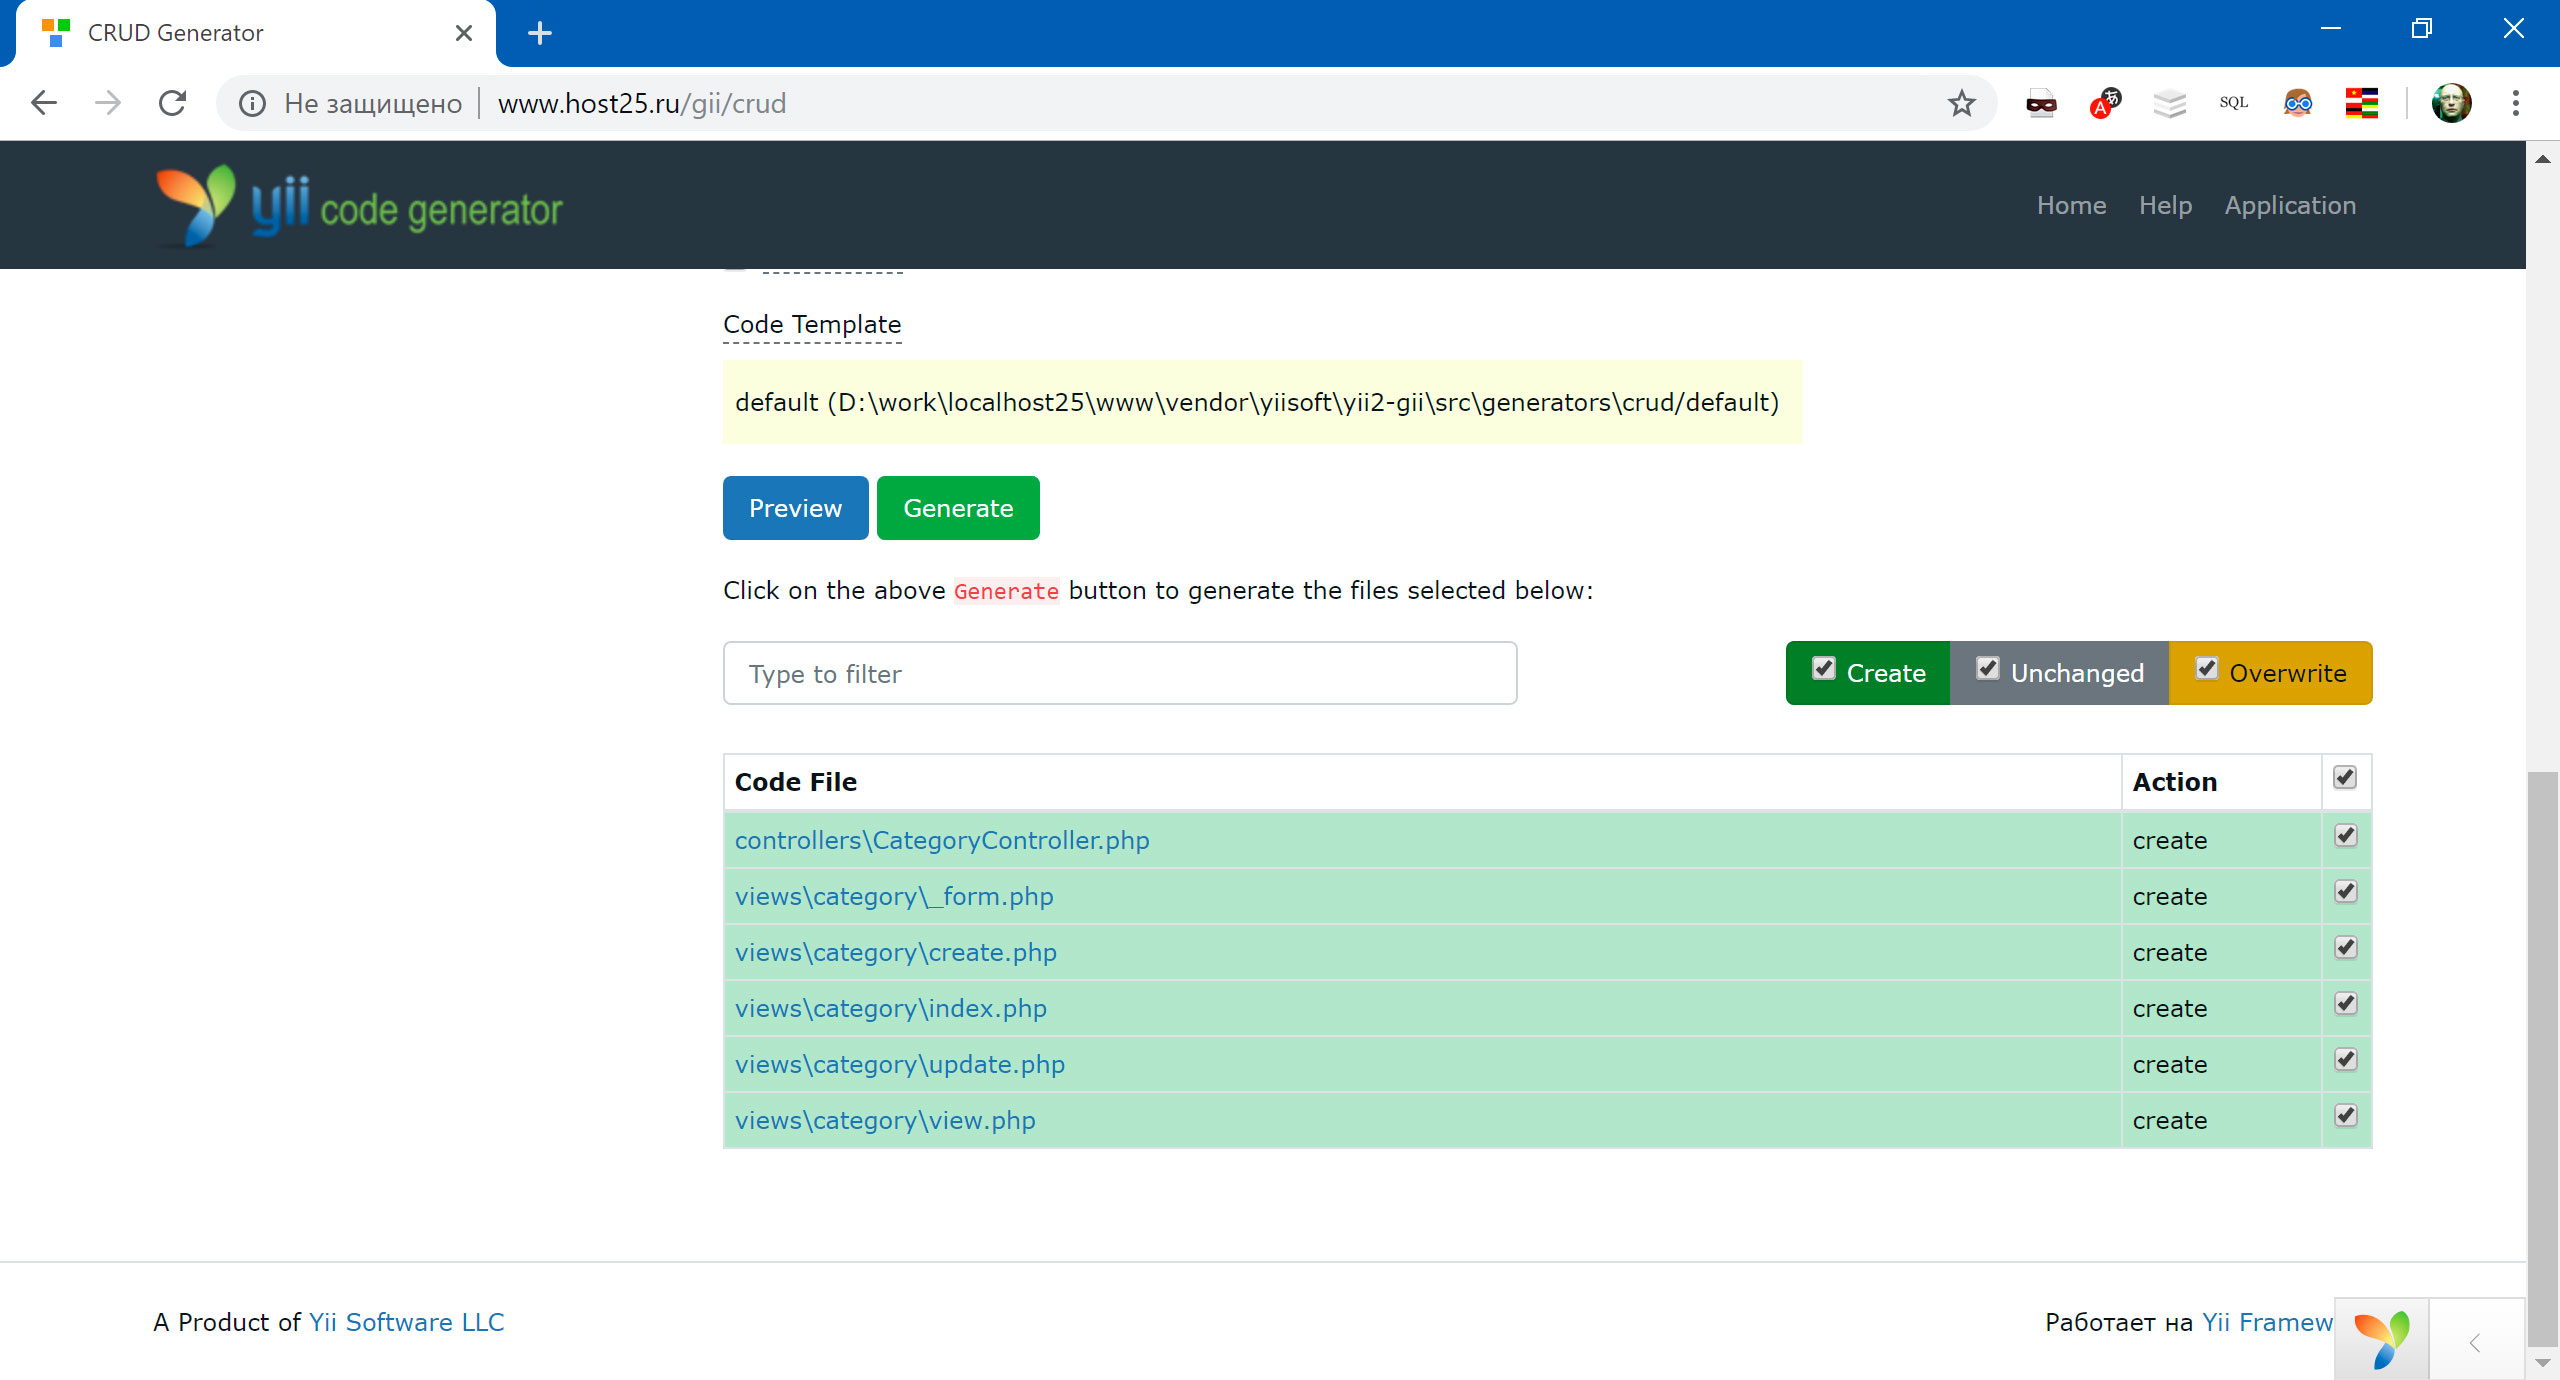 CRUD Generator
Не защищено
www.host25.ru/gii/crud
SQL
yii code generator
Home Help Application
Code Template
default (D:\work\localhost25\www\vendor\yiisoft\yii2-gii\src\generators\crud/default)
Preview Generate
Click on the above Generate button to generate the files selected below:
Type to filter
Create Unchanged Overwrite
Code File Action
controllers\CategoryController.php create
views\category\_form.php create
views\category\create.php create
views\category\index.php create
views\category\update.php create
views\category\view.php create
A Product of Yii Software LLC
Работает на Yii Framew